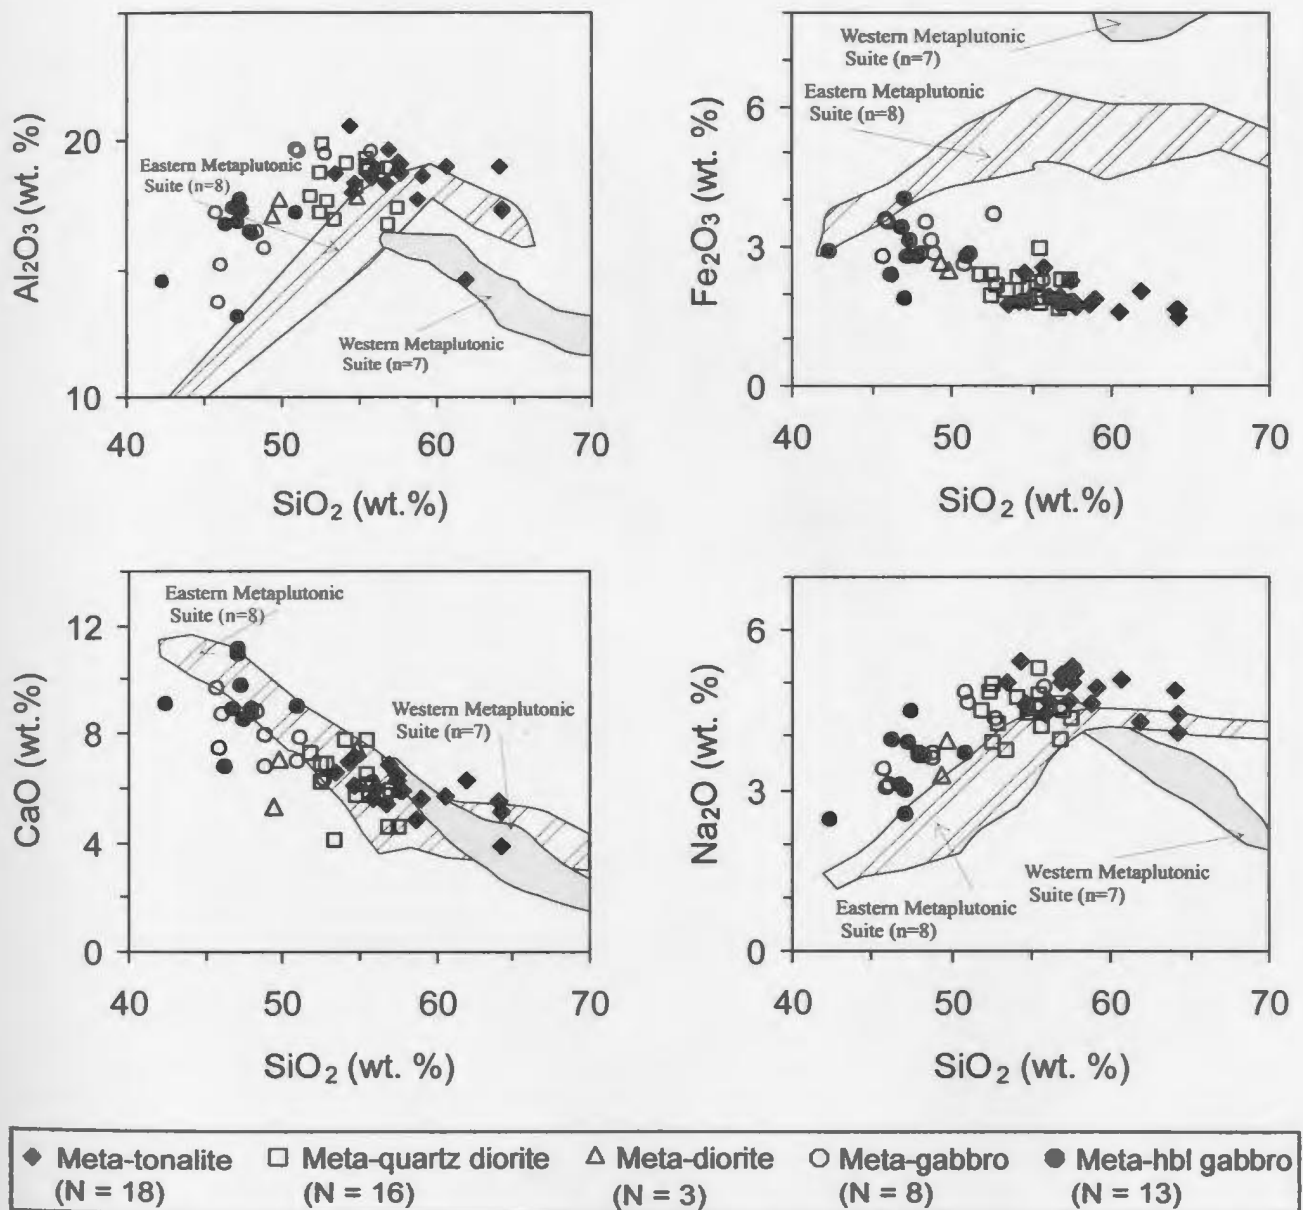 Al₂O₃ (wt. %)
20
10
Eastern Metaplutonic
Suite (n=8)
Western Metaplutonic
Suite (n=7)
40 50 60 70
SiO₂ (wt.%)
Fe₂O₃ (wt. %)
6
3
0
Western Metaplutonic
Suite (n=7)
Eastern Metaplutonic
Suite (n=8)
40 50 60 70
SiO₂ (wt.%)
CaO (wt. %)
12
8
4
0
Eastern Metaplutonic
Suite (n=8)
Western Metaplutonic
Suite (n=7)
40 50 60 70
SiO₂ (wt. %)
Na₂O (wt. %)
6
3
0
Western Metaplutonic
Suite (n=7)
Eastern Metaplutonic
Suite (n=8)
40 50 60 70
SiO₂ (wt. %)
Meta-tonalite Meta-quartz diorite Meta-diorite Meta-gabbro Meta-hbl gabbro
(N = 18) (N = 16) (N = 3) (N = 8) (N = 13)